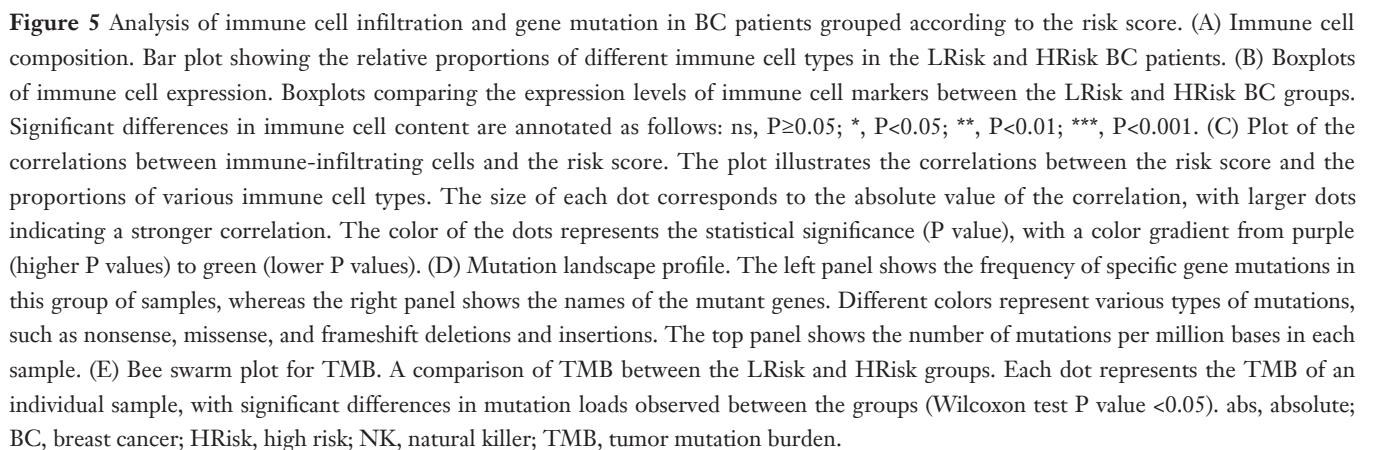 Figure 5 Analysis of immune cell infiltration and gene mutation in BC patients grouped according to the risk score. (A) Immune cell
composition. Bar plot showing the relative proportions of different immune cell types in the LRisk and HRisk BC patients. (B) Boxplots
of immune cell expression. Boxplots comparing the expression levels of immune cell markers between the LRisk and HRisk BC groups.
Significant differences in immune cell content are annotated as follows: ns, P≥0.05; *, P<0.05; **, P<0.01; ***, P<0.001. (C) Plot of the
correlations between immune-infiltrating cells and the risk score. The plot illustrates the correlations between the risk score and the
proportions of various immune cell types. The size of each dot corresponds to the absolute value of the correlation, with larger dots
indicating a stronger correlation. The color of the dots represents the statistical significance (P value), with a color gradient from purple
(higher P values) to green (lower P values). (D) Mutation landscape profile. The left panel shows the frequency of specific gene mutations in
this group of samples, whereas the right panel shows the names of the mutant genes. Different colors represent various types of mutations,
such as nonsense, missense, and frameshift deletions and insertions. The top panel shows the number of mutations per million bases in each
sample. (E) Bee swarm plot for TMB. A comparison of TMB between the LRisk and HRisk groups. Each dot represents the TMB of an
individual sample, with significant differences in mutation loads observed between the groups (Wilcoxon test P value <0.05). abs, absolute;
BC, breast cancer; HRisk, high risk; NK, natural killer; TMB, tumor mutation burden.